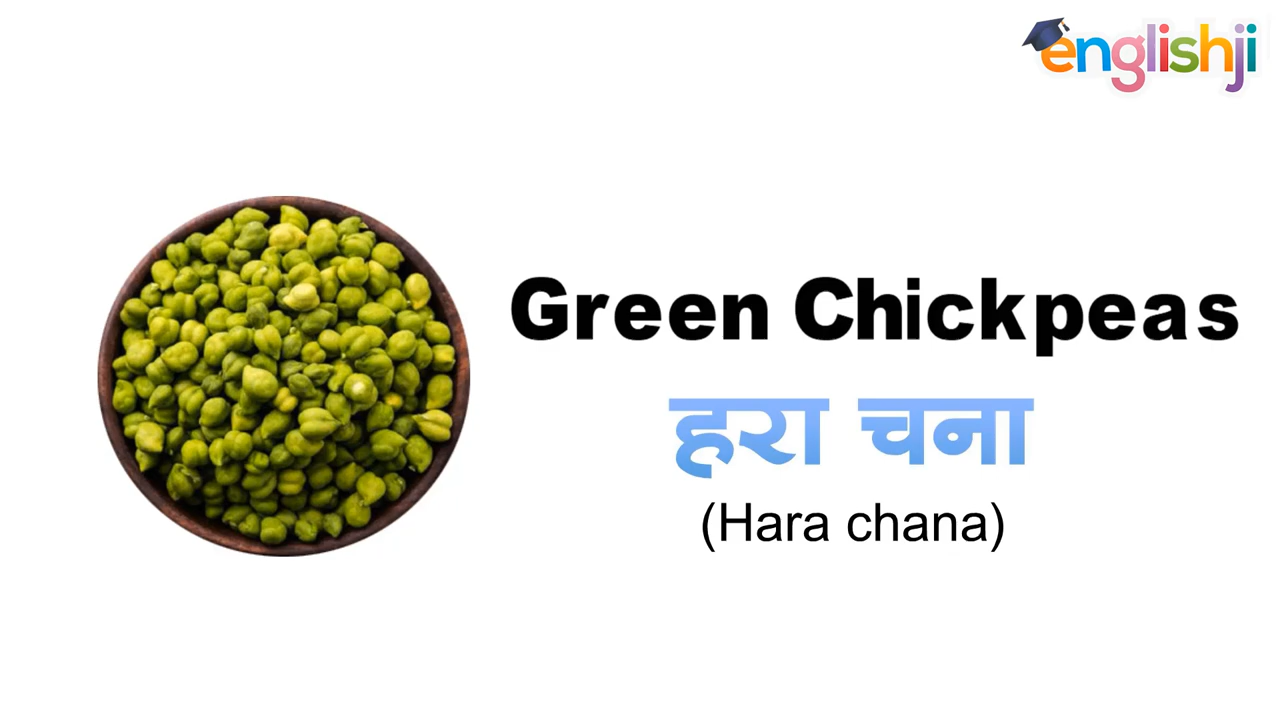 englishji
Green Chickpeas
हरा चना
(Hara chana)